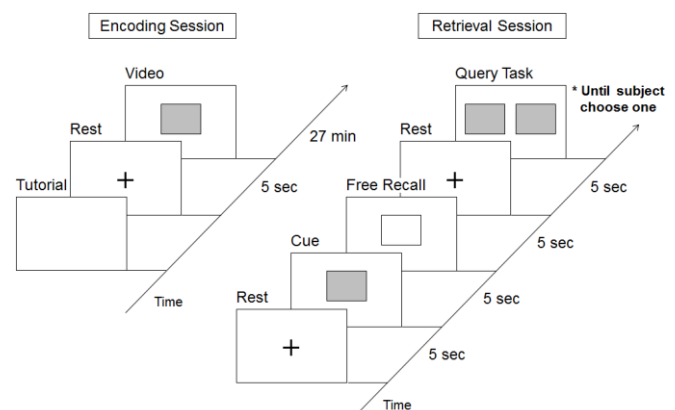 Encoding Session
Video
Rest
Tutorial
27 min
5 sec
Time
Retrieval Session
Query Task
* Until subject
choose one
Rest
Free Recall
Cue
Rest
5 sec
5 sec
5 sec
5 sec
Time